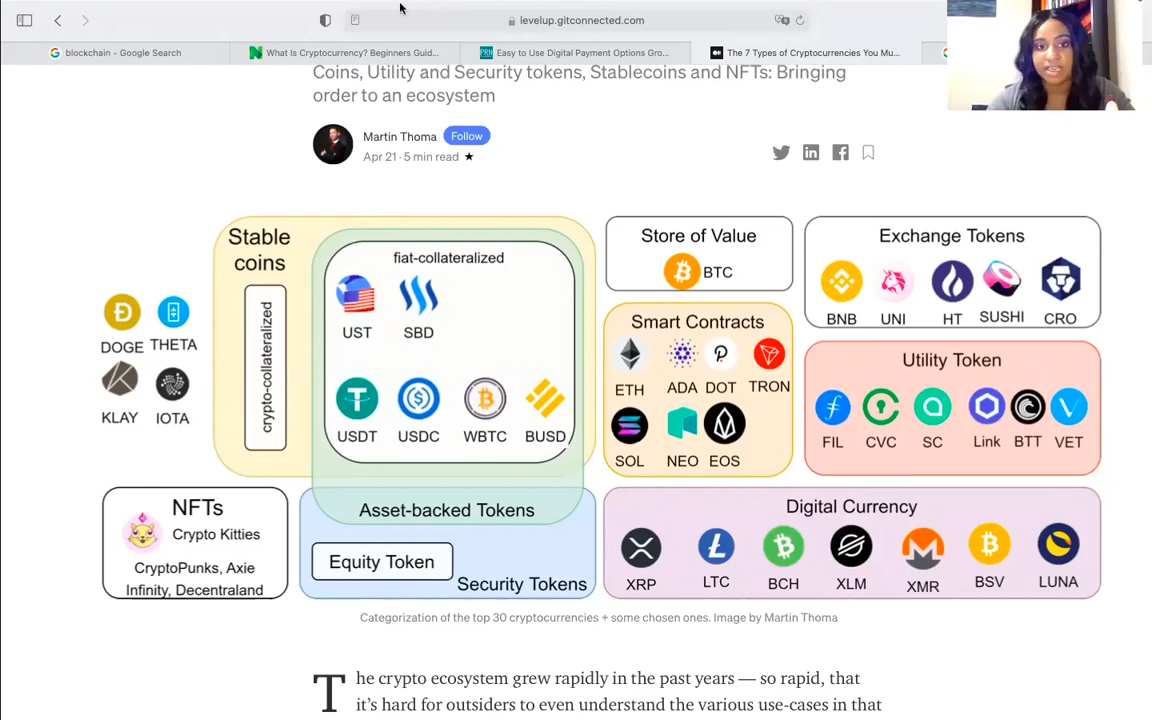 levelup.gitconnected.com
blockchain - Google Search
What Is Cryptocurrency? Beginners Guid...
Easy to Use Digital Payment Options Gro...
The 7 Types of Cryptocurrencies You Mu...
Coins, Utility and Security tokens, Stablecoins and NFTs: Bringing
order to an ecosystem
Martin Thoma Follow
Apr 21 · 5 min read ★
Stable
coins
crypto-collateralized
fiat-collateralized
UST SBD
USDT USDC WBTC BUSD
DOGE THETA
KLAY IOTA
Store of Value
BTC
Exchange Tokens
BNB UNI HT SUSHI CRO
Smart Contracts
ETH ADA DOT TRON
SOL NEO EOS
Utility Token
FIL CVC SC Link BTT VET
NFTs
Crypto Kitties
CryptoPunks, Axie
Infinity, Decentraland
Asset-backed Tokens
Equity Token
Security Tokens
Digital Currency
XRP LTC BCH XLM XMR BSV LUNA
Categorization of the top 30 cryptocurrencies + some chosen ones. Image by Martin Thoma
The crypto ecosystem grew rapidly in the past years — so rapid, that
it's hard for outsiders to even understand the various use-cases in that